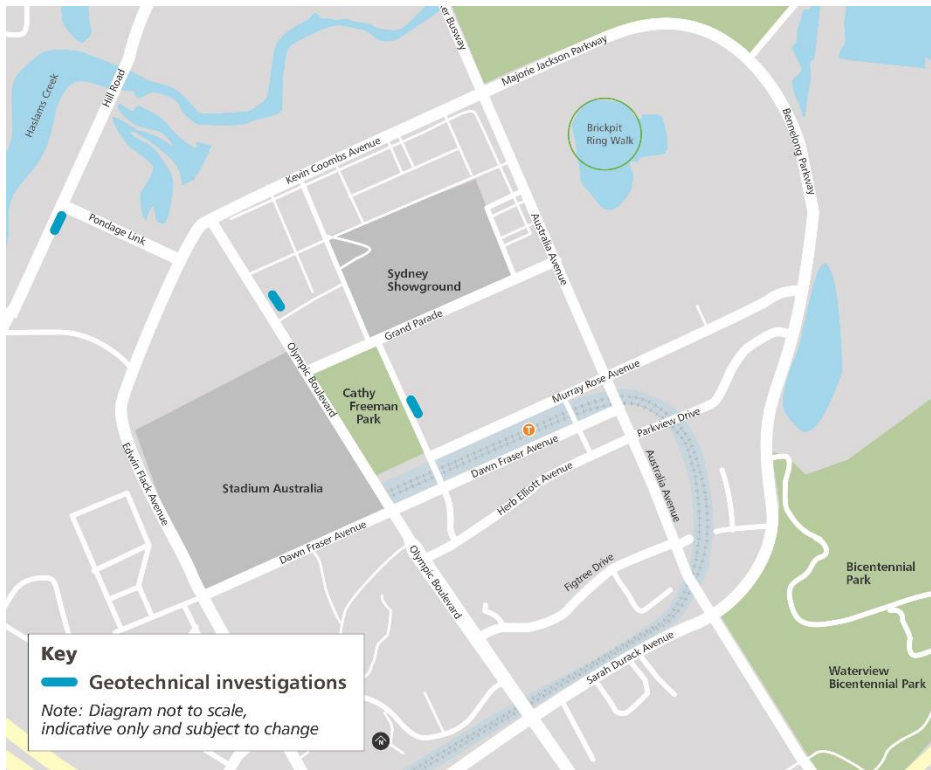 er Busway
Majorie Jackson Parkway
Haslams Creek
Hill Road
Brickpit
Ring Walk
Bennelong Parkway
Kevin Coombs Avenue
Pondage Link
Australia Avenue
Sydney
Showground
Grand Parade
Olympic Boulevard
Murray Rose Avenue
Cathy
Freeman
Park
T
Parkview Drive
Dawn Fraser Avenue
Edwin Flack Avenue
Stadium Australia
Herb Elliott Avenue
Australia Avenue
Dawn Fraser Avenue
Olympic Boulevard
Figtree Drive
Bicentennial
Park
Sarah Durack Avenue
Waterview
Bicentennial Park
Key
Geotechnical investigations
Note: Diagram not to scale,
indicative only and subject to change
N